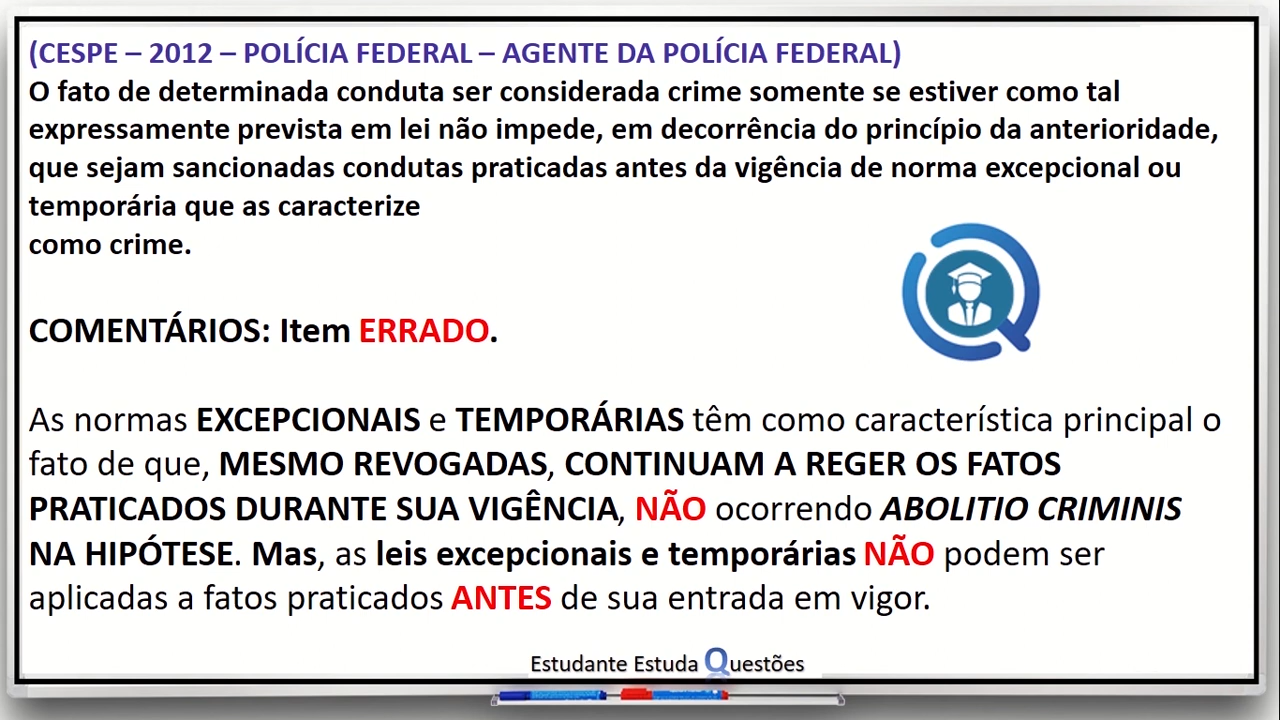 (CESPE – 2012 – POLÍCIA FEDERAL – AGENTE DA POLÍCIA FEDERAL)
O fato de determinada conduta ser considerada crime somente se estiver como tal
expressamente prevista em lei não impede, em decorrência do princípio da anterioridade,
que sejam sancionadas condutas praticadas antes da vigência de norma excepcional ou
temporária que as caracterize
como crime.
COMENTÁRIOS: Item ERRADO.
As normas EXCEPCIONAIS e TEMPORÁRIAS têm como característica principal o
fato de que, MESMO REVOGADAS, CONTINUAM A REGER OS FATOS
PRATICADOS DURANTE SUA VIGÊNCIA, NÃO ocorrendo ABOLITIO CRIMINIS
NA HIPÓTESE. Mas, as leis excepcionais e temporárias NÃO podem ser
aplicadas a fatos praticados ANTES de sua entrada em vigor.
Estudante Estuda Questões